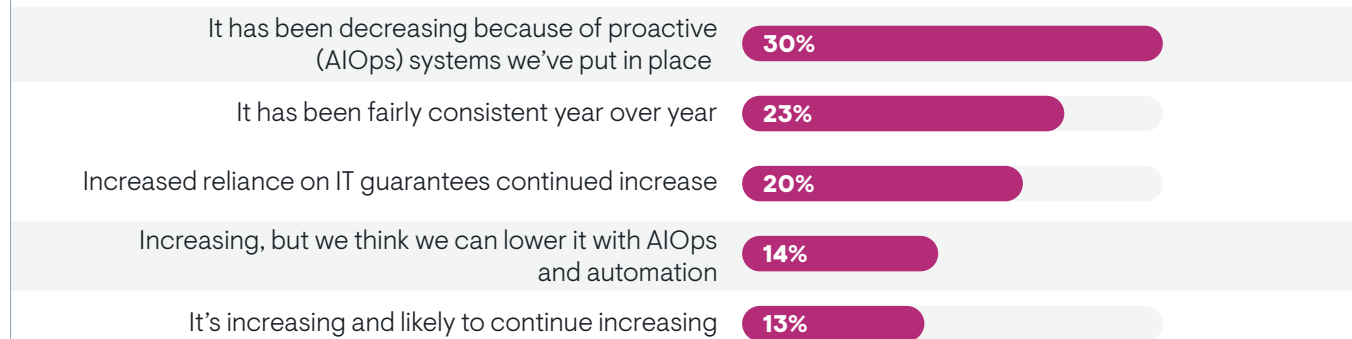 It has been decreasing because of proactive
(AIOps) systems we’ve put in place
30%
It has been fairly consistent year over year
23%
Increased reliance on IT guarantees continued increase
20%
Increasing, but we think we can lower it with AIOps
and automation
14%
It’s increasing and likely to continue increasing
13%